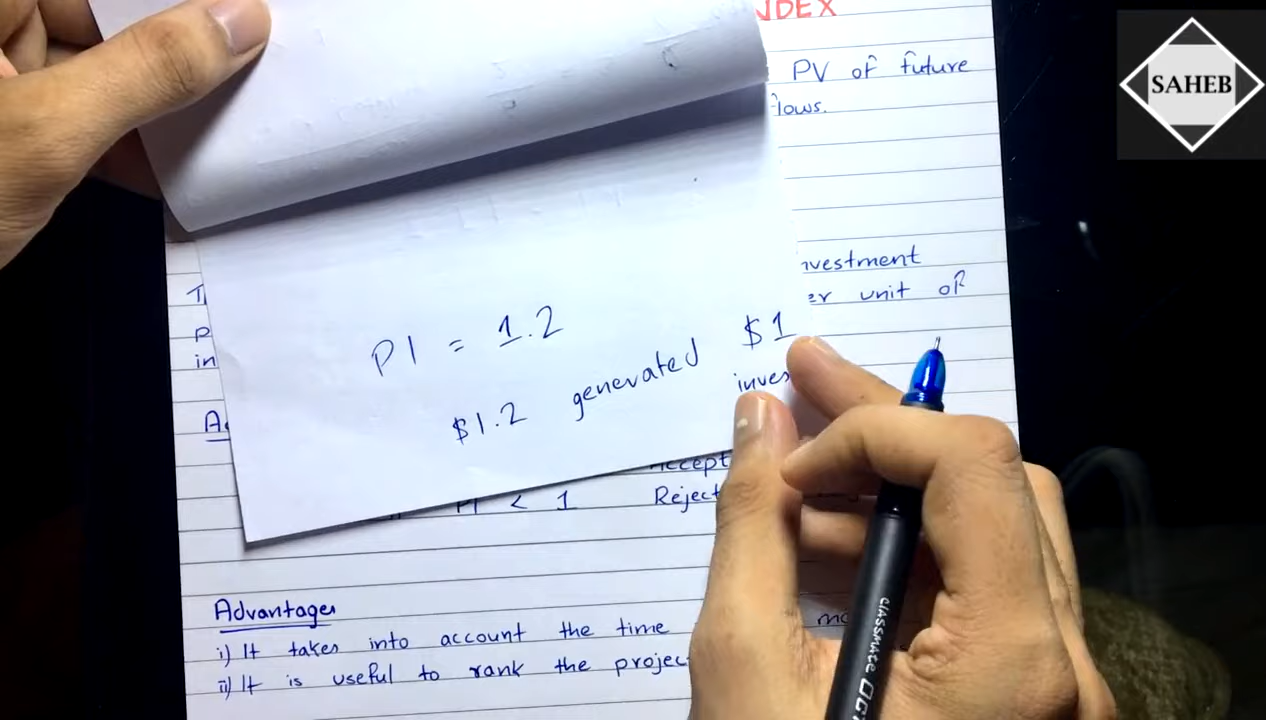 NDEX
PV of future
flows.
nvestment
er unit of
PI = 1.2
$1.2 generated $1
inves
Accept
PI < 1 Reject
Advantages
i) It takes into account the time
ii) It is useful to rank the projec
SAHEB
classmate